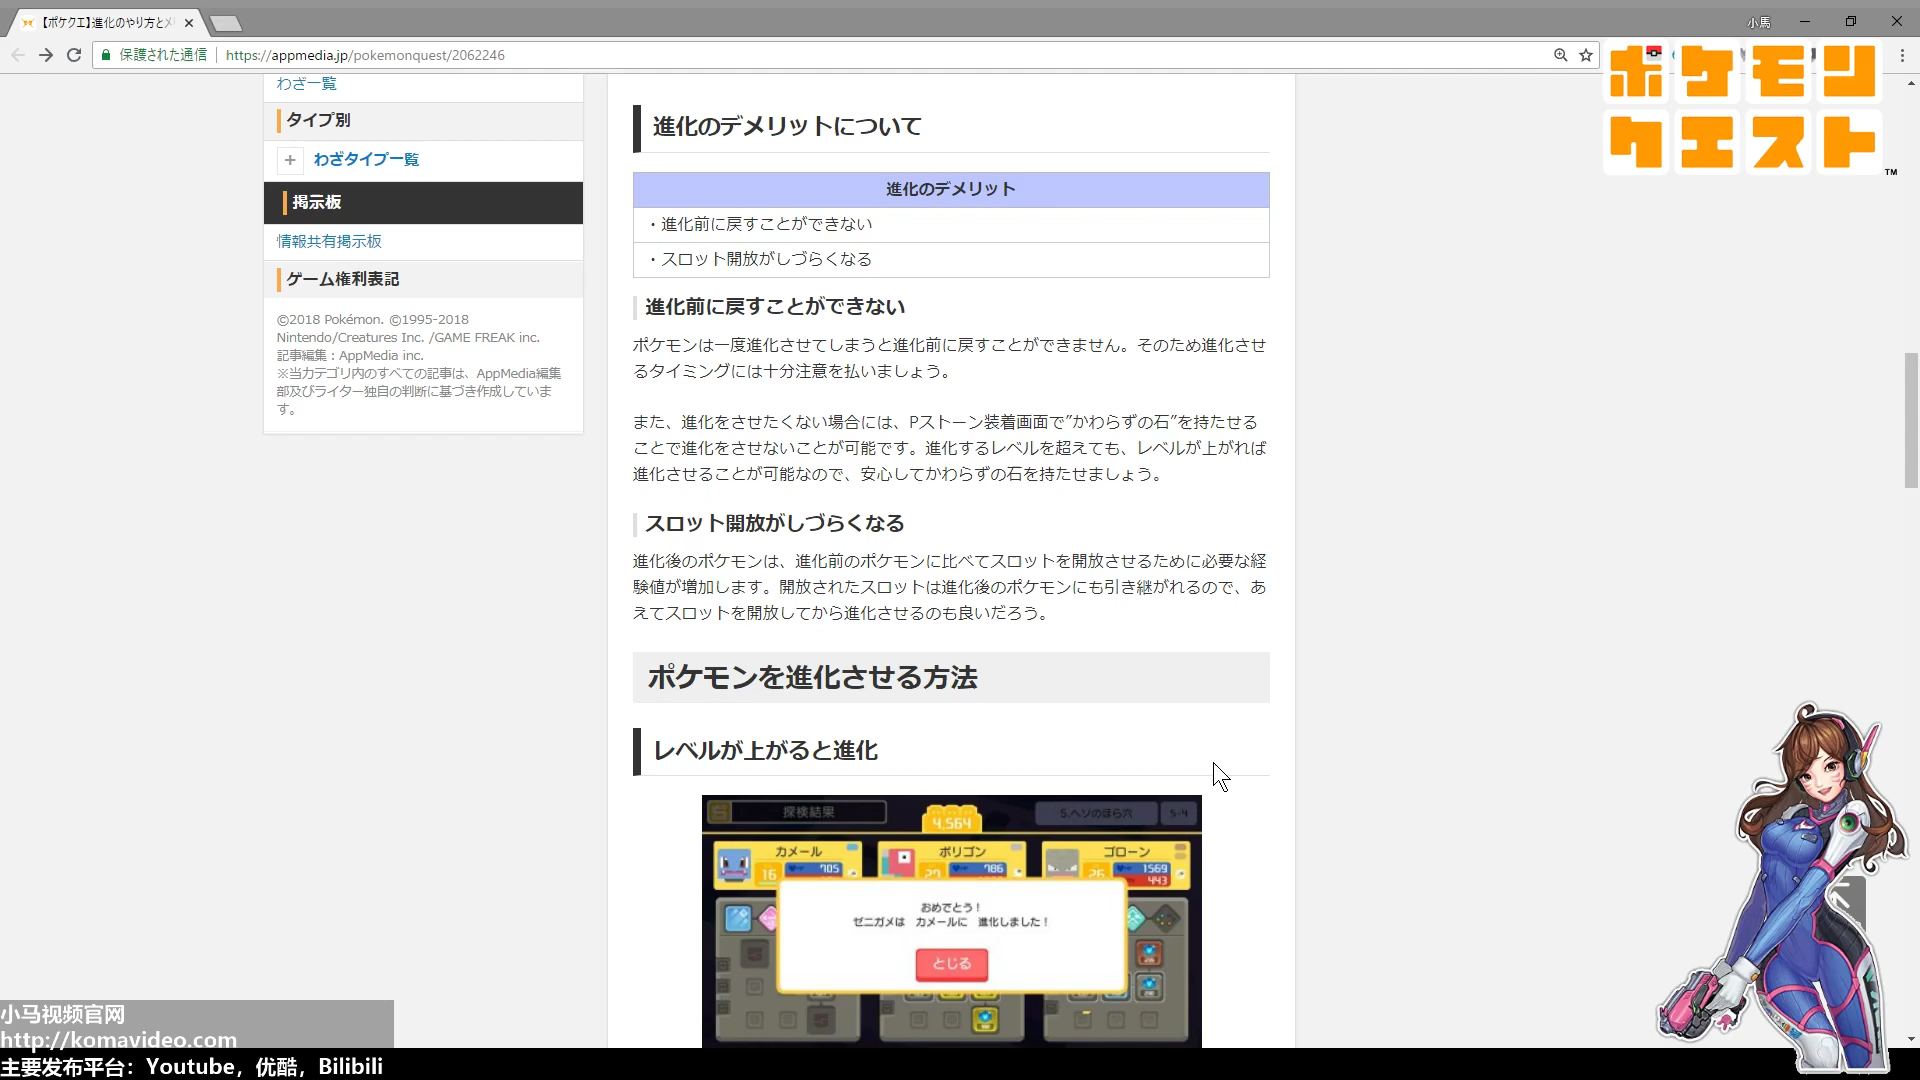 【ポケクエ】進化のやり方とメ
小馬
保護された通信
https://appmedia.jp/pokemonquest/2062246
ポケモン
クエスト
TM
わざ一覧
タイプ別
+ わざタイプ一覧
掲示板
情報共有掲示板
ゲーム権利表記
©2018 Pokémon. ©1995-2018
Nintendo/Creatures Inc. /GAME FREAK inc.
記事編集：AppMedia inc.
※当カテゴリ内のすべての記事は、AppMedia編集
部及びライター独自の判断に基づき作成していま
す。
進化のデメリットについて
進化のデメリット
・進化前に戻すことができない
・スロット開放がしづらくなる
進化前に戻すことができない
ポケモンは一度進化させてしまうと進化前に戻すことができません。そのため進化させ
るタイミングには十分注意を払いましょう。
また、進化をさせたくない場合には、Pストーン装着画面で”かわらずの石”を持たせる
ことで進化をさせないことが可能です。進化するレベルを超えても、レベルが上がれば
進化させることが可能なので、安心してかわらずの石を持たせましょう。
スロット開放がしづらくなる
進化後のポケモンは、進化前のポケモンに比べてスロットを開放させるために必要な経
験値が増加します。開放されたスロットは進化後のポケモンにも引き継がれるので、あ
えてスロットを開放してから進化させるのも良いだろう。
ポケモンを進化させる方法
レベルが上がると進化
探検結果
4,564
5.ヘソのほら穴
5-4
カメール
16
705
ポリゴン
27
786
ゴローン
26
1569
443
おめでとう！
ゼニガメは カメールに 進化しました！
とじる
小马视频官网
http://komavideo.com
主要发布平台：Youtube，优酷，Bilibili